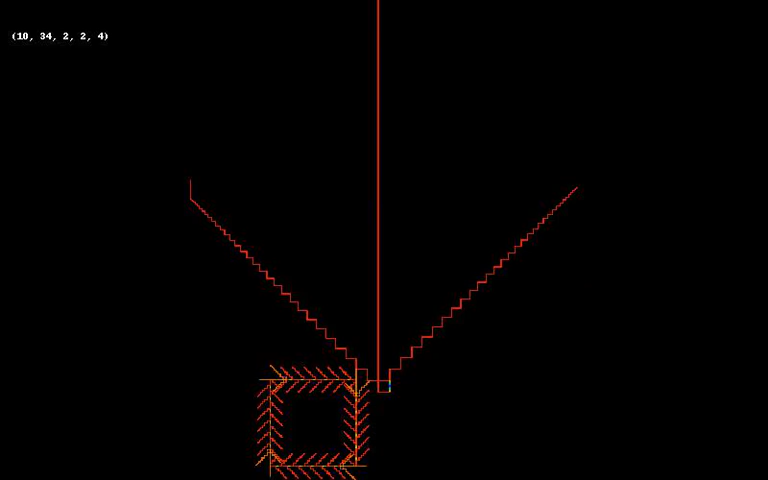 (10, 34, 2, 2, 4)